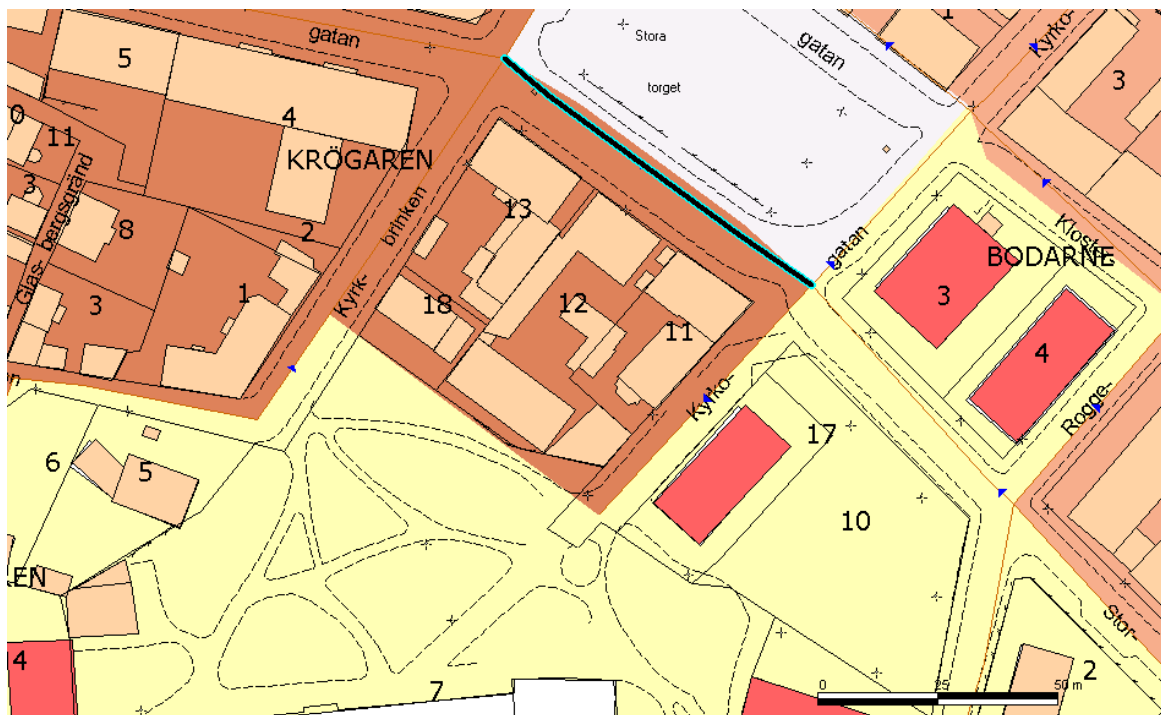 gatan
Stora
gatan
Kyrko-
1
5
torget
3
4
0
11
KRÖGAREN
Glas-bergsgränd
3
8
2
brinken
13
gatan
Kloste
BODARNE
3
1
Kyrk-
18
12
11
3
4
Kyrko-
Rogge-
17
6
5
10
EN
Stor-
4
7
2
0
25
50 m